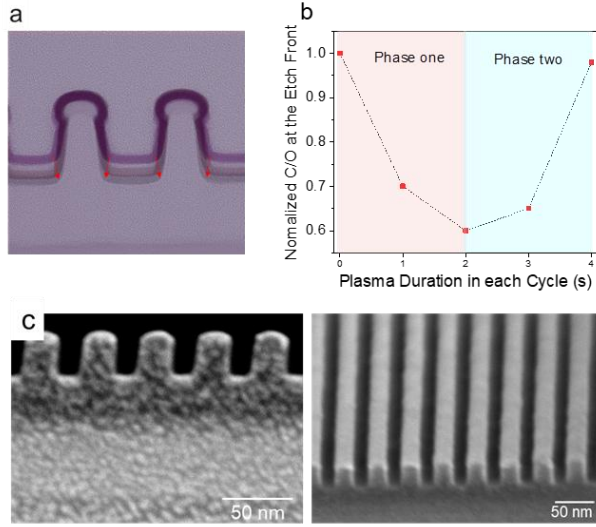 a
b
Nomalized C/O at the Etch Front
1.0
0.9
0.8
0.7
0.6
Phase one
Phase two
0
1
2
3
4
Plasma Duration in each Cycle (s)
c
50 nm
50 nm